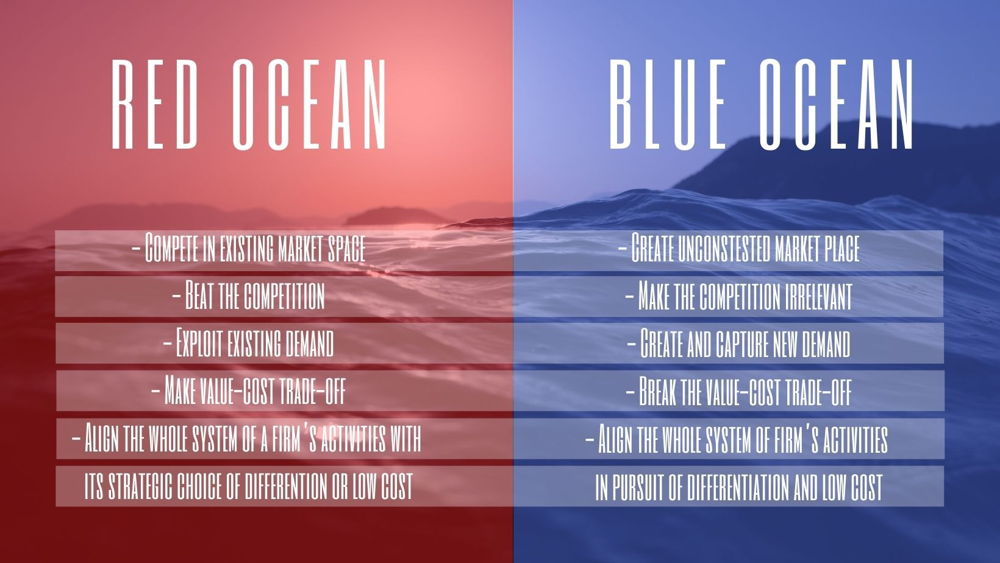 RED OCEAN
- Compete in existing market space
- Beat the competition
- Exploit existing demand
- Make value-cost trade-off
- Align the whole system of a firm's activities with
its strategic choice of differention or low cost
BLUE OCEAN
- Create unconstested market place
- Make the competition irrelevant
- Create and capture new demand
- Break the value-cost trade-off
- Align the whole system of firm's activities
in pursuit of differentiation and low cost